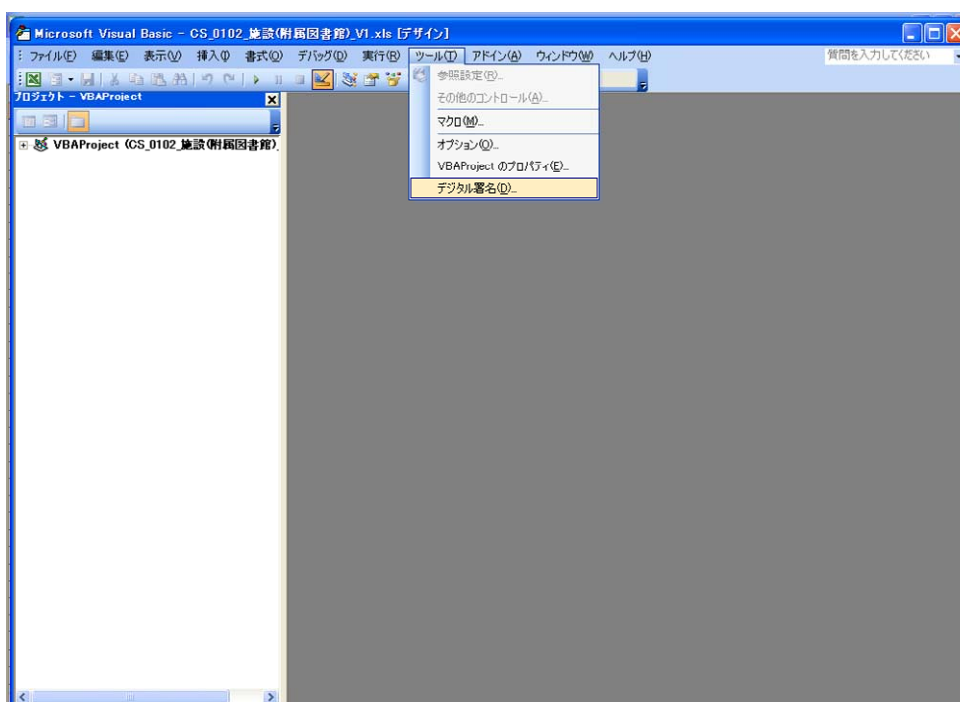 Microsoft Visual Basic - CS_0102_施設(附属図書館)_V1.xls [デザイン]
ファイル(F) 編集(E) 表示(V) 挿入(I) 書式(O) デバッグ(D) 実行(R) ツール(T) アドイン(A) ウィンドウ(W) ヘルプ(H) 質問を入力してください
参照設定(R)...
その他のコントロール(A)...
マクロ(M)...
オプション(O)...
VBAProject のプロパティ(E)...
デジタル署名(D)...
プロジェクト - VBAProject
VBAProject (CS_0102_施設(附属図書館)_